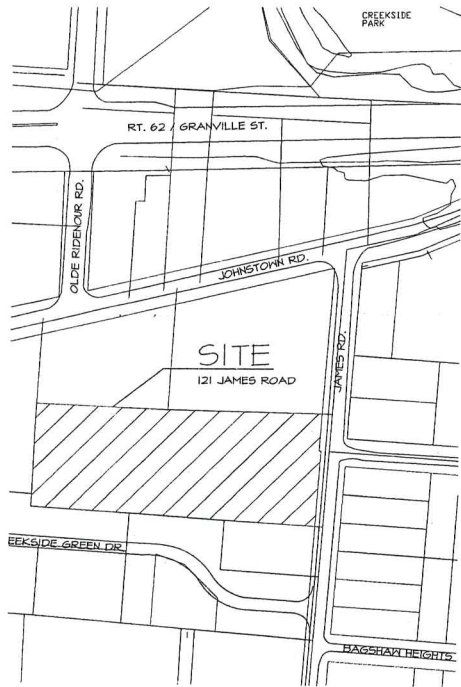 CREEKSIDE
PARK
RT. 62 / GRANVILLE ST.
OLDE RIDENOUR RD.
JOHNSTOWN RD.
JAMES RD.
SITE
121 JAMES ROAD
EEKSIDE GREEN DR.
BAGSHAW HEIGHTS